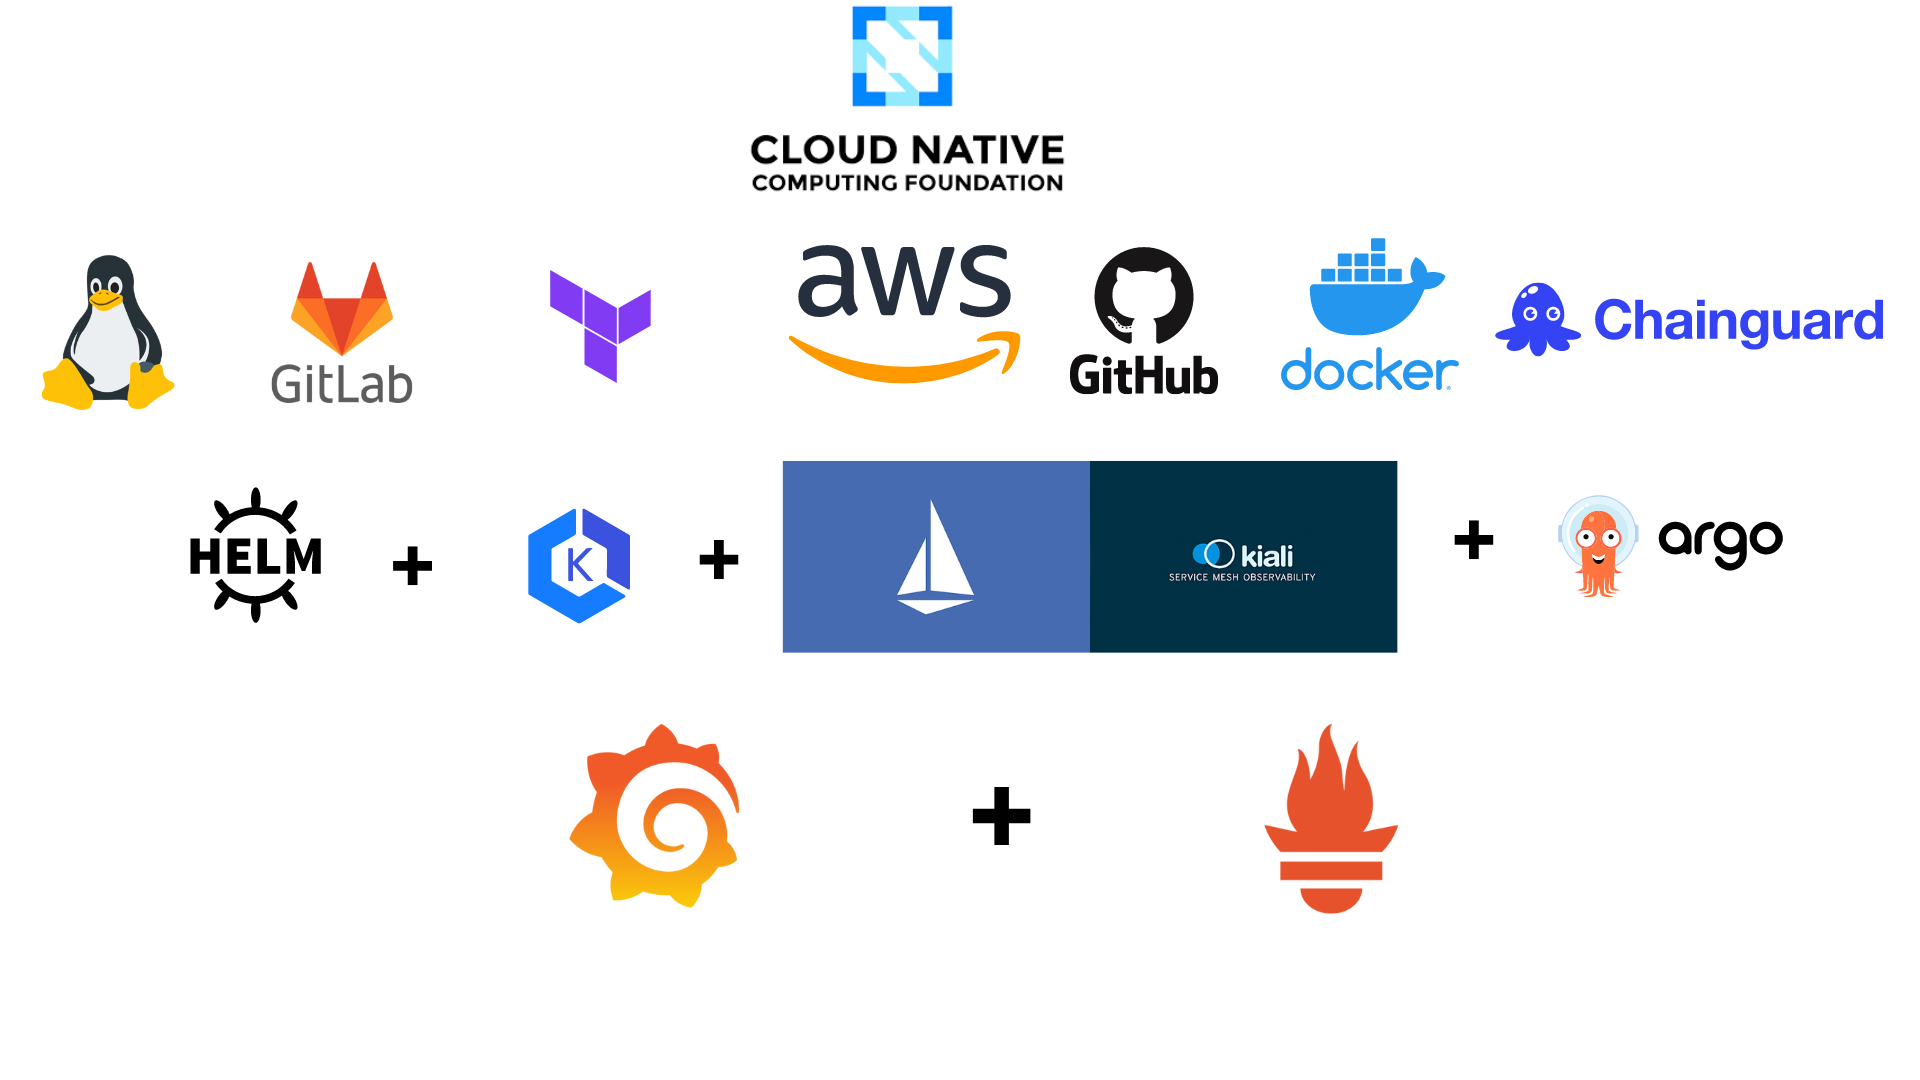 CLOUD NATIVE
COMPUTING FOUNDATION
GitLab
aws
GitHub
docker
Chainguard
HELM
+
K
+
kiali
SERVICE MESH OBSERVABILITY
+
argo
+